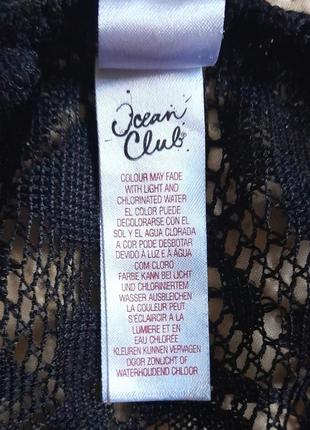 Ocean
Club
COLOUR MAY FADE
WITH LIGHT AND
CHLORINATED WATER
EL COLOR PUEDE
DECOLORARSE CON EL
SOL Y EL AGUA CLORADA
A COR PODE DESBOTAR
DEVIDO À LUZ E À ÁGUA
COM CLORO
FARBE KANN BEI LICHT
UND CHLORINIERTEM
WASSER AUSBLEICHEN
LA COULEUR PEUT
S'ÉCLAIRCIR À LA
LUMIERE ET EN
EAU CHLORÉE
KLEUREN KUNNEN VERVAGEN
DOOR ZONLICHT OF
WATERHOUDEND CHLOOR